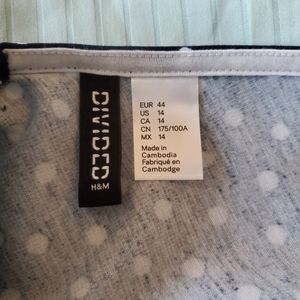 DIVIDED
H&M
EUR 44
US 14
CA 14
CN 175/100A
MX 14
Made in
Cambodia
Fabriqué en
Cambodge